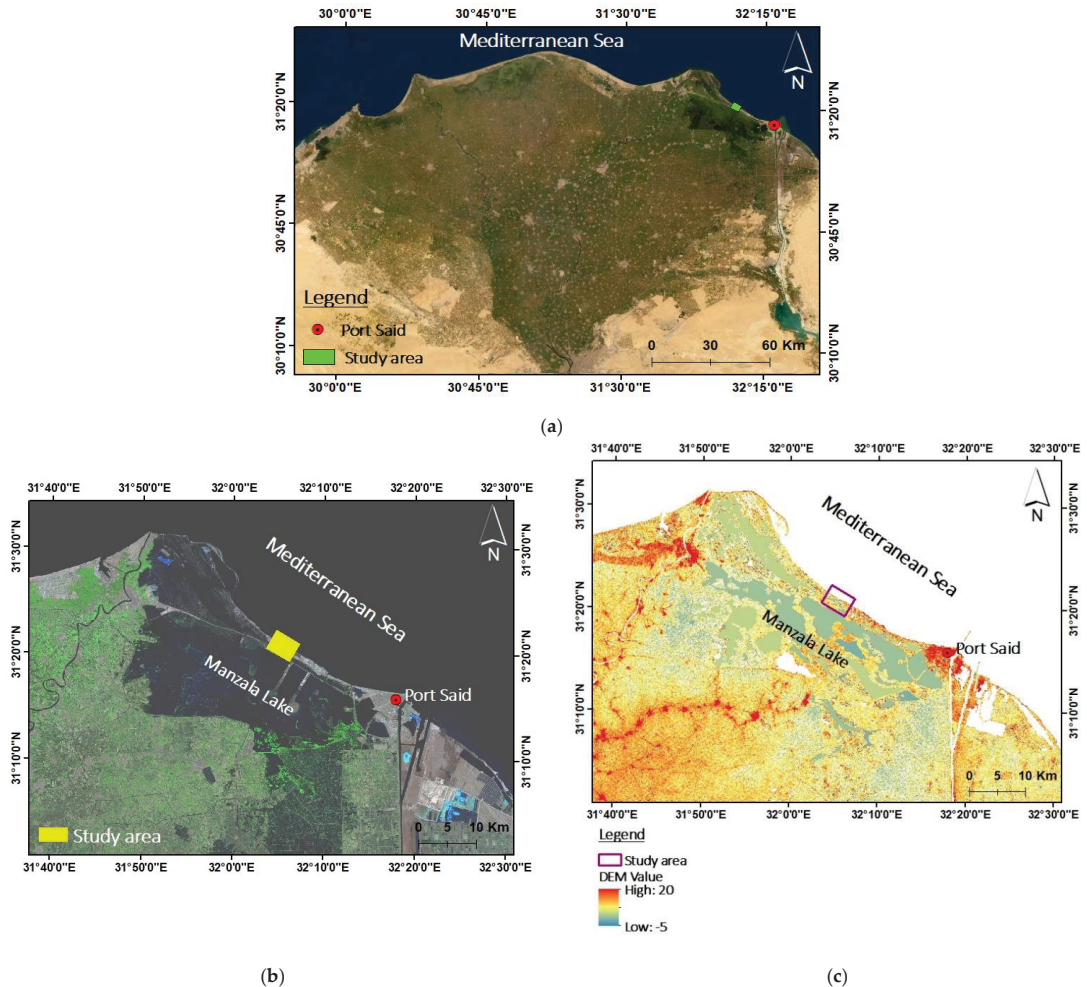 30°0'0"E 30°45'0"E 31°30'0"E 32°15'0"E
Mediterranean Sea
N
31°20'0"N
31°20'0"N
30°45'0"N
30°45'0"N
Legend
Port Said
Study area
0 30 60 Km
30°10'0"N
30°10'0"N
30°0'0"E 30°45'0"E 31°30'0"E 32°15'0"E
(a)
31°40'0"E 31°50'0"E 32°0'0"E 32°10'0"E 32°20'0"E 32°30'0"E
N
Mediterranean Sea
31°30'0"N
31°30'0"N
31°20'0"N
31°20'0"N
Manzala Lake
Port Said
31°10'0"N
31°10'0"N
Study area
0 5 10 Km
31°40'0"E 31°50'0"E 32°0'0"E 32°10'0"E 32°20'0"E 32°30'0"E
(b)
31°40'0"E 31°50'0"E 32°0'0"E 32°10'0"E 32°20'0"E 32°30'0"E
N
Mediterranean Sea
31°30'0"N
31°30'0"N
31°20'0"N
31°20'0"N
Manzala Lake
Port Said
31°10'0"N
31°10'0"N
0 5 10 Km
31°40'0"E 31°50'0"E 32°0'0"E 32°10'0"E 32°20'0"E 32°30'0"E
Legend
Study area
DEM Value
High: 20
Low: -5
(c)